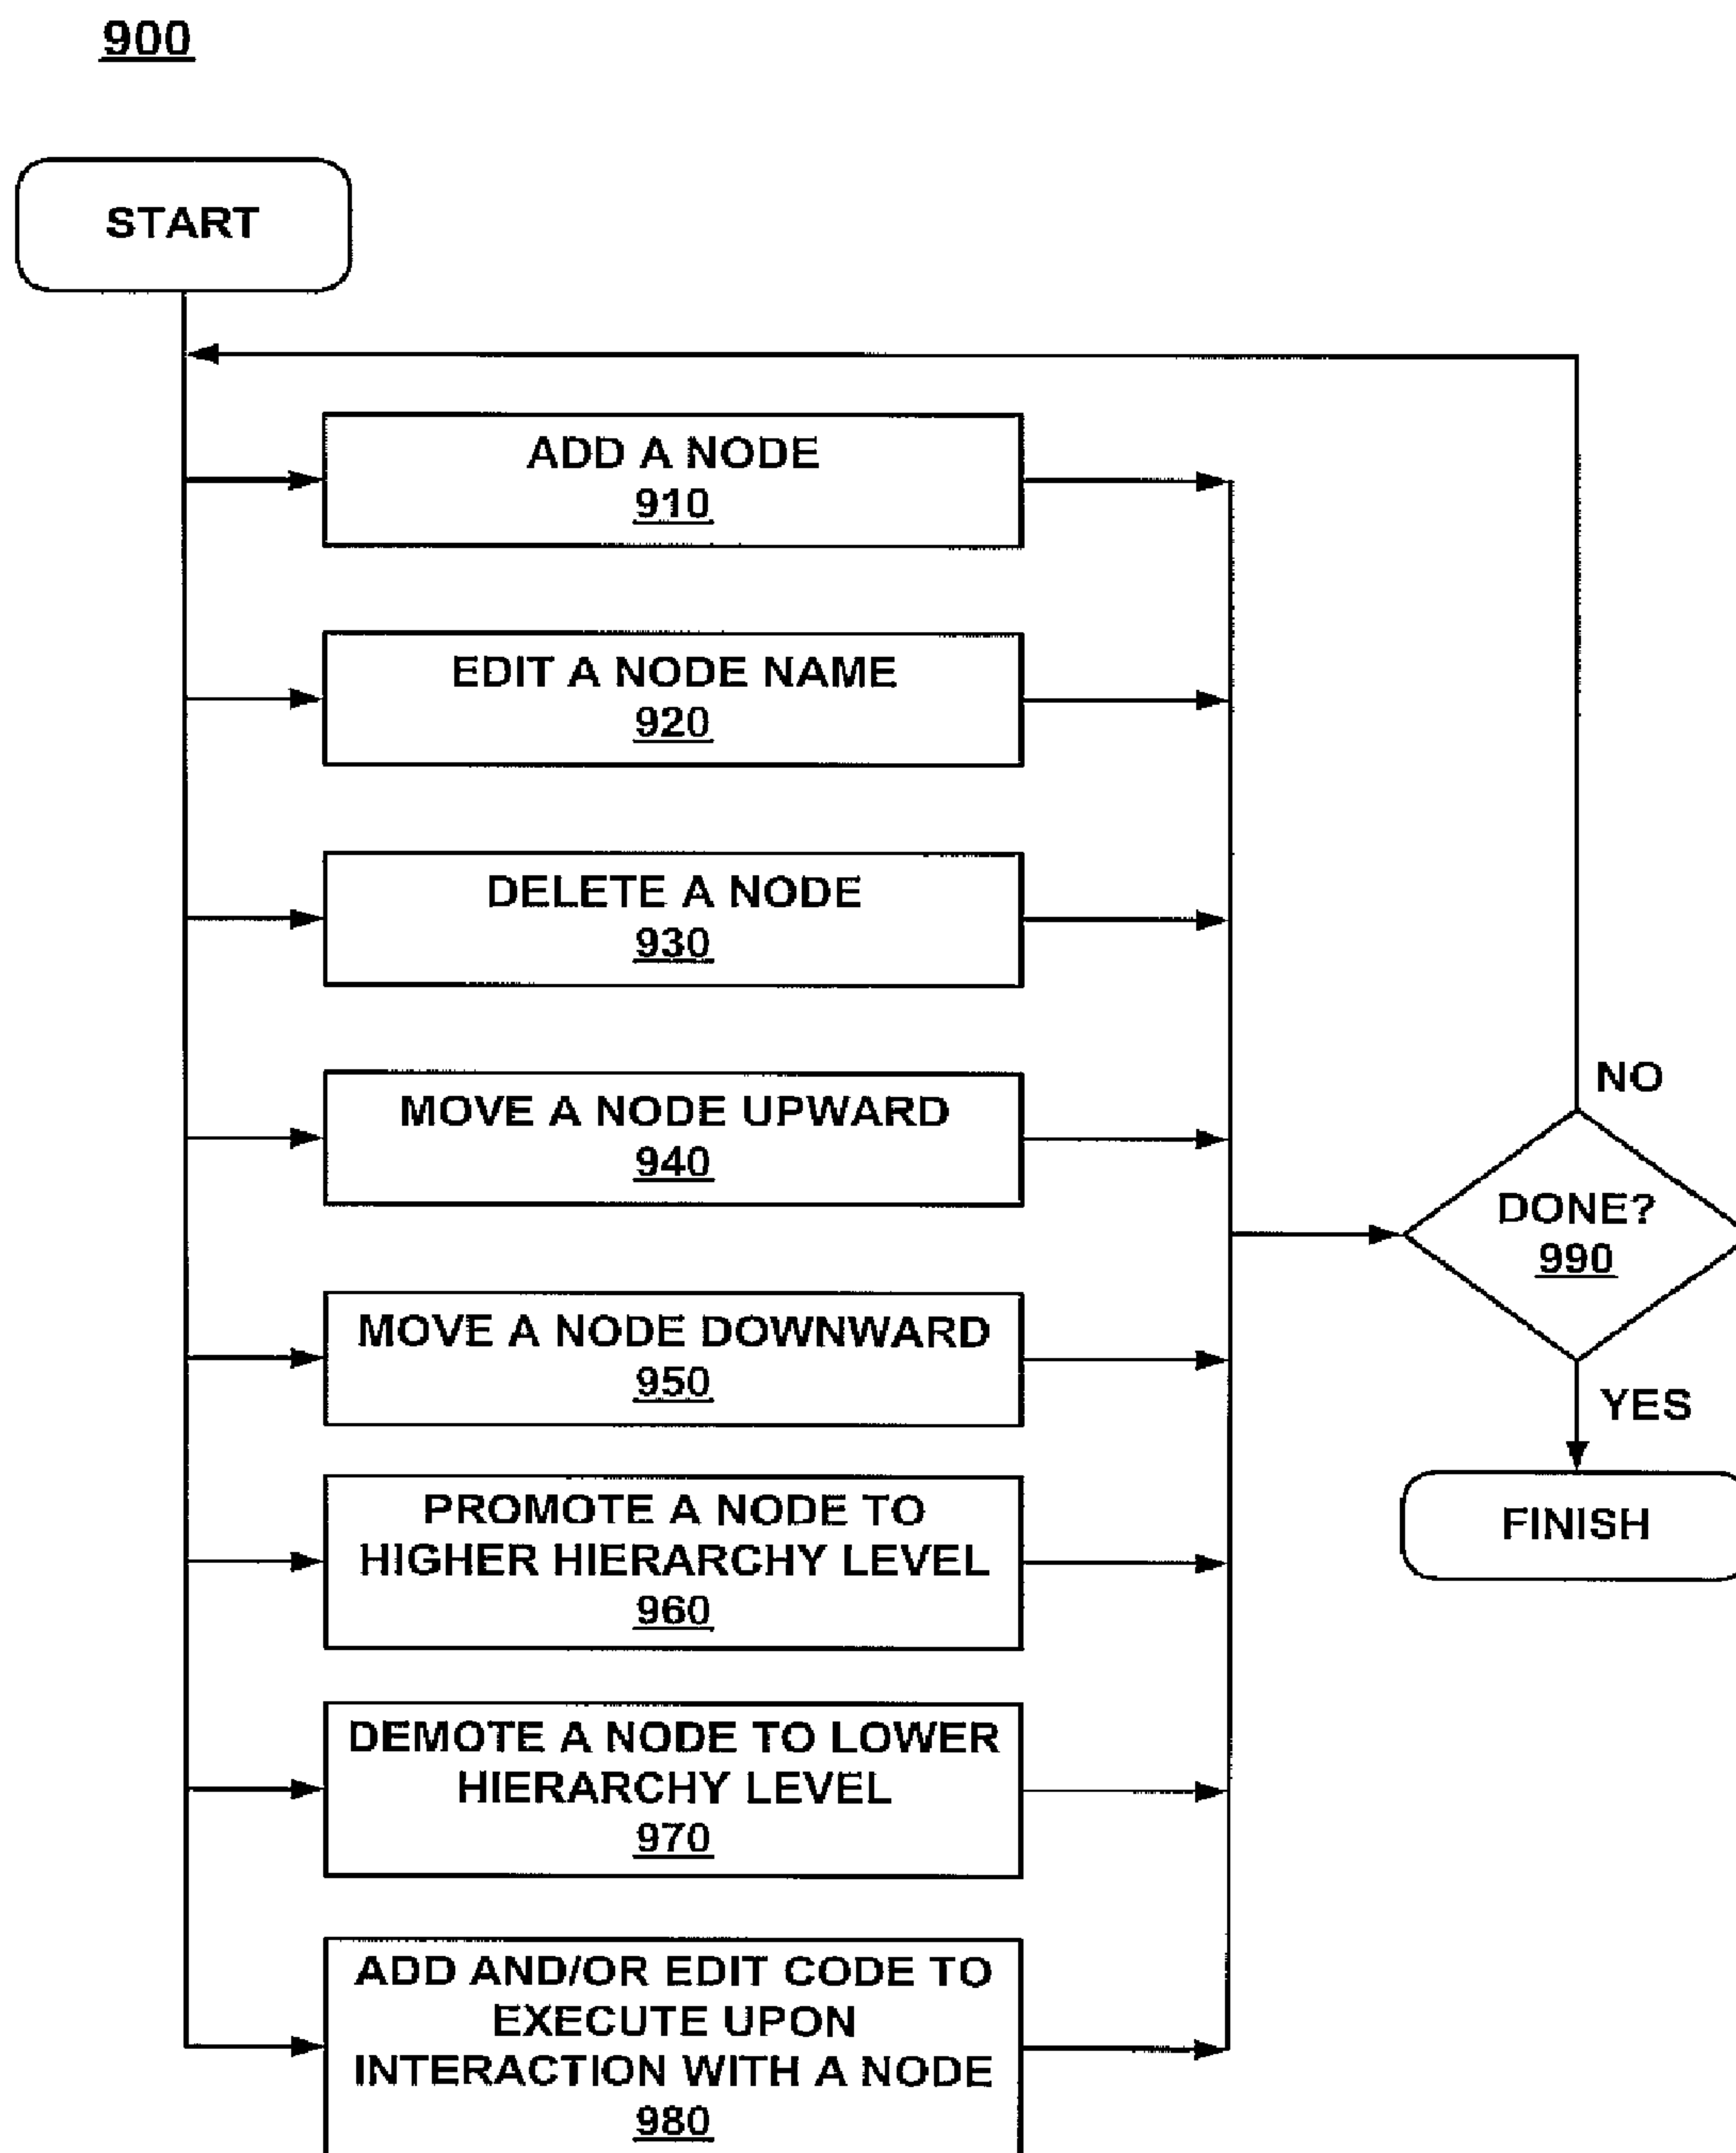 900
START
ADD A NODE
910
EDIT A NODE NAME
920
DELETE A NODE
930
MOVE A NODE UPWARD
940
NO
DONE?
990
MOVE A NODE DOWNWARD
950
YES
PROMOTE A NODE TO
HIGHER HIERARCHY LEVEL
960
FINISH
DEMOTE A NODE TO LOWER
HIERARCHY LEVEL
970
ADD AND/OR EDIT CODE TO
EXECUTE UPON
INTERACTION WITH A NODE
980